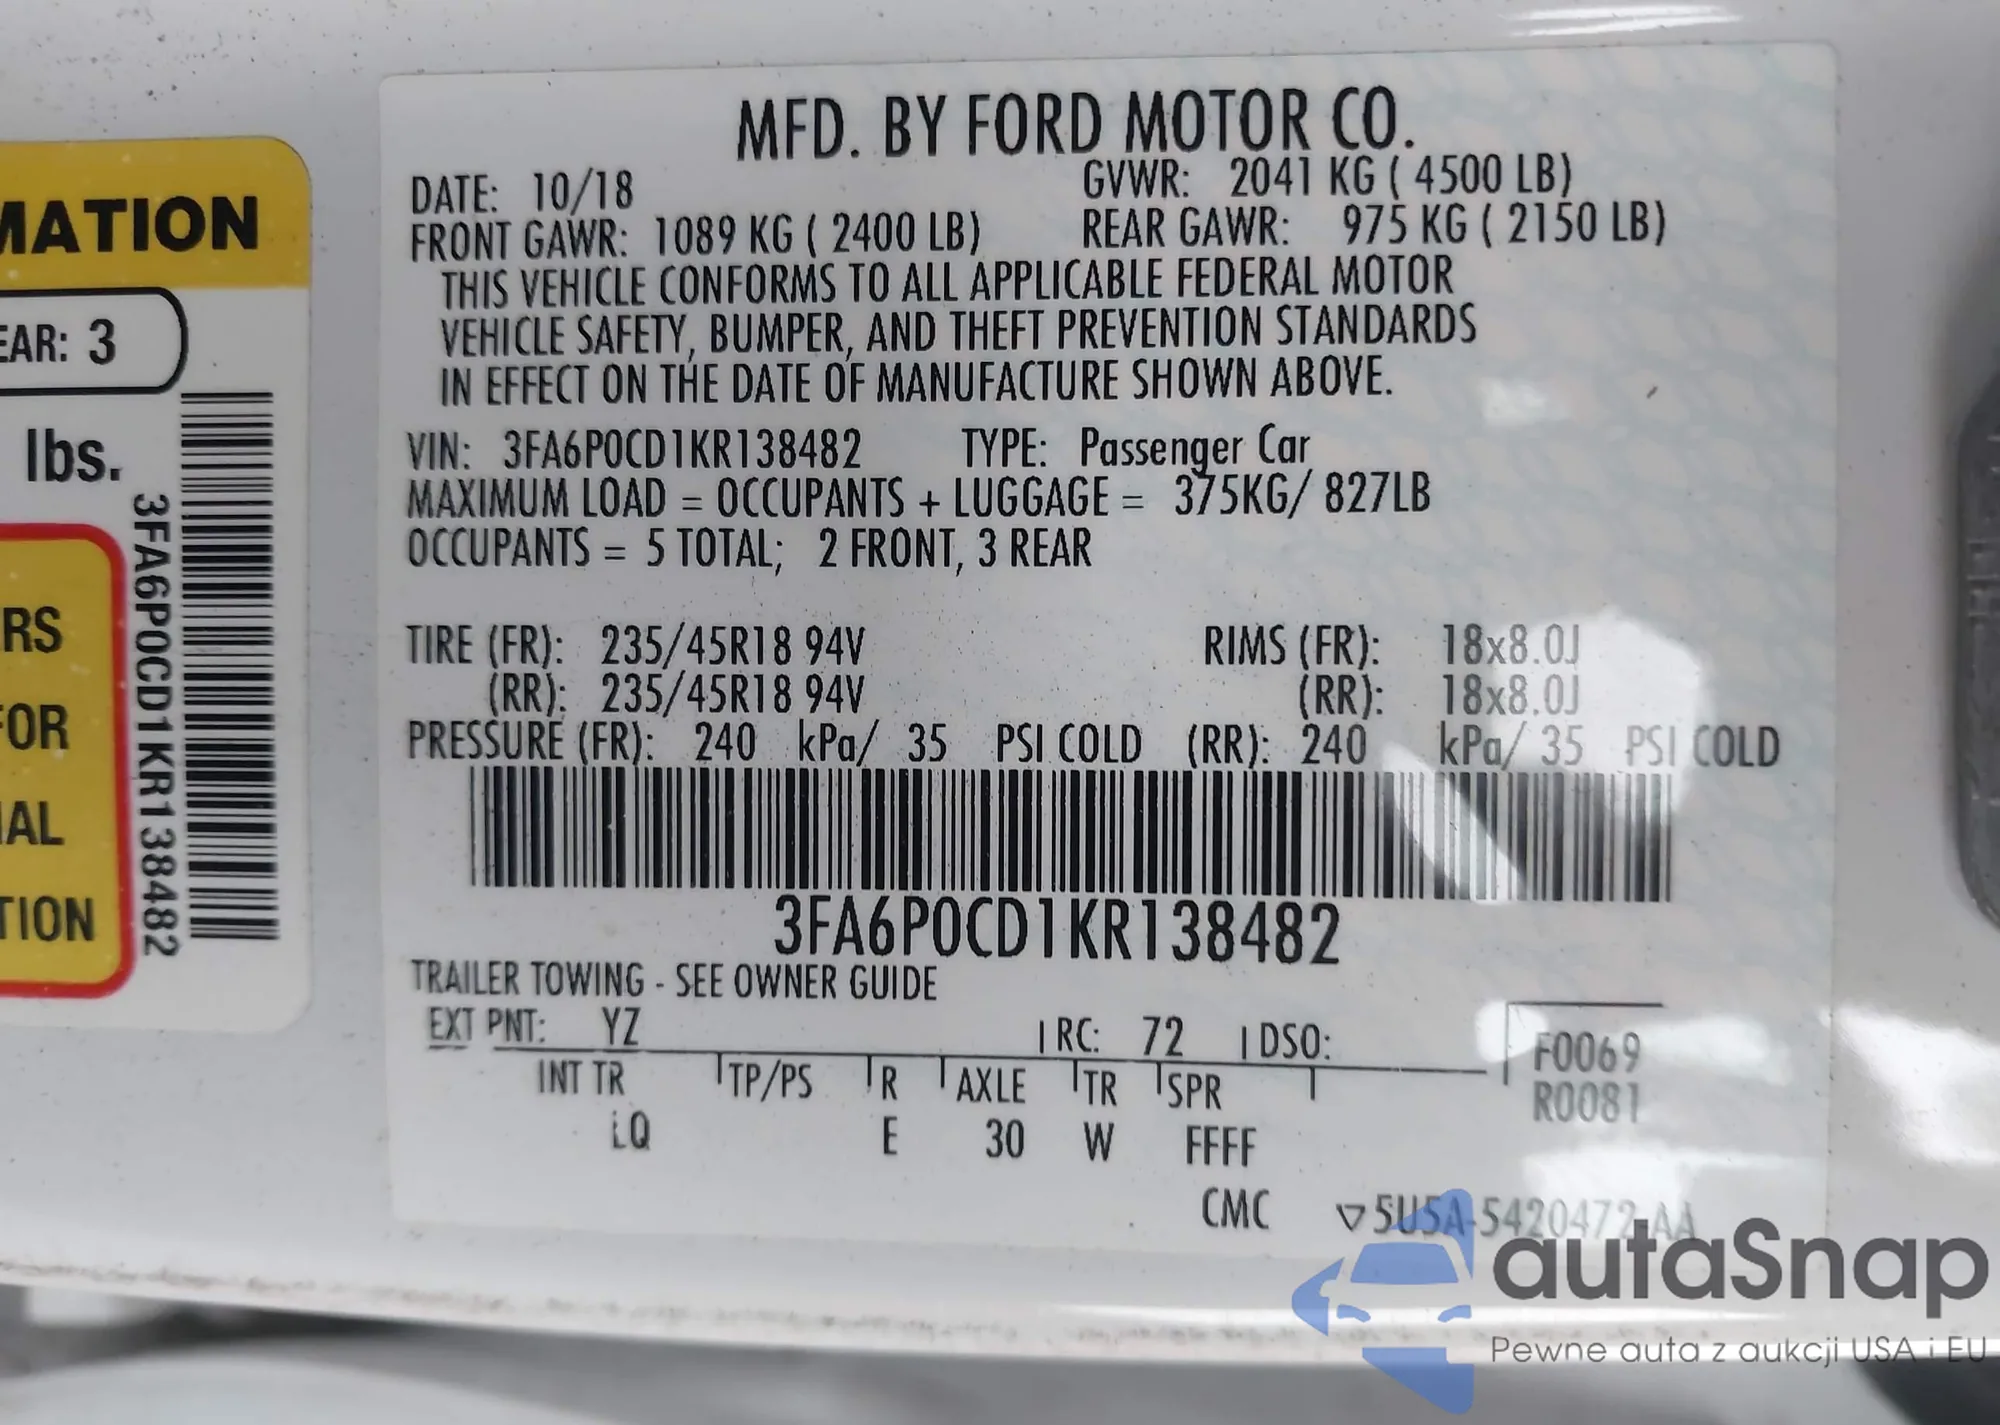 MATION
EAR: 3
lbs.
RS
FOR
IAL
TION
3FA6P0CD1KR138482
MFD. BY FORD MOTOR CO.
DATE: 10/18 GVWR: 2041 KG ( 4500 LB)
FRONT GAWR: 1089 KG ( 2400 LB) REAR GAWR: 975 KG ( 2150 LB)
THIS VEHICLE CONFORMS TO ALL APPLICABLE FEDERAL MOTOR
VEHICLE SAFETY, BUMPER, AND THEFT PREVENTION STANDARDS
IN EFFECT ON THE DATE OF MANUFACTURE SHOWN ABOVE.
VIN: 3FA6P0CD1KR138482 TYPE: Passenger Car
MAXIMUM LOAD = OCCUPANTS + LUGGAGE = 375KG/ 827LB
OCCUPANTS = 5 TOTAL; 2 FRONT, 3 REAR
TIRE (FR): 235/45R18 94V RIMS (FR): 18x8.0J
(RR): 235/45R18 94V (RR): 18x8.0J
PRESSURE (FR): 240 kPa/ 35 PSI COLD (RR): 240 kPa/ 35 PSI COLD
3FA6P0CD1KR138482
TRAILER TOWING - SEE OWNER GUIDE
EXT PNT: YZ RC: 72 DSO:
F0069
R0081
INT TR TP/PS R AXLE TR SPR
LQ E 30 W FFFF
CMC ▽5U5A-5420472-AA
autaSnap
Pewne auta z aukcji USA i EU